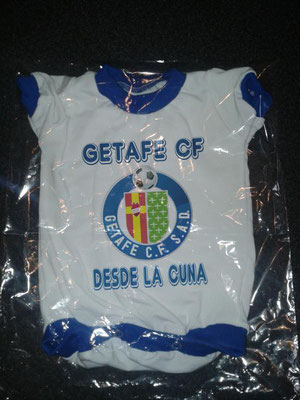 GETAFE CF
GETAFE C.F. S.A.D.
DESDE LA CUNA